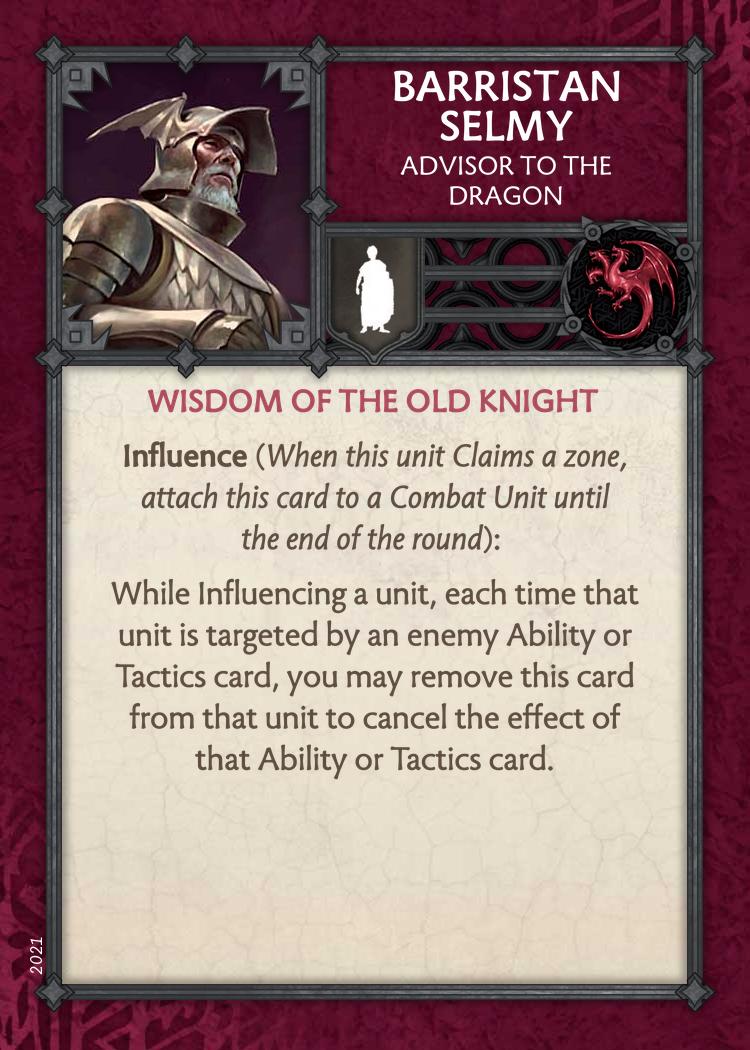 BARRISTAN
SELMY
ADVISOR TO THE
DRAGON
WISDOM OF THE OLD KNIGHT
Influence (When this unit Claims a zone,
attach this card to a Combat Unit until
the end of the round):
While Influencing a unit, each time that
unit is targeted by an enemy Ability or
Tactics card, you may remove this card
from that unit to cancel the effect of
that Ability or Tactics card.
2021